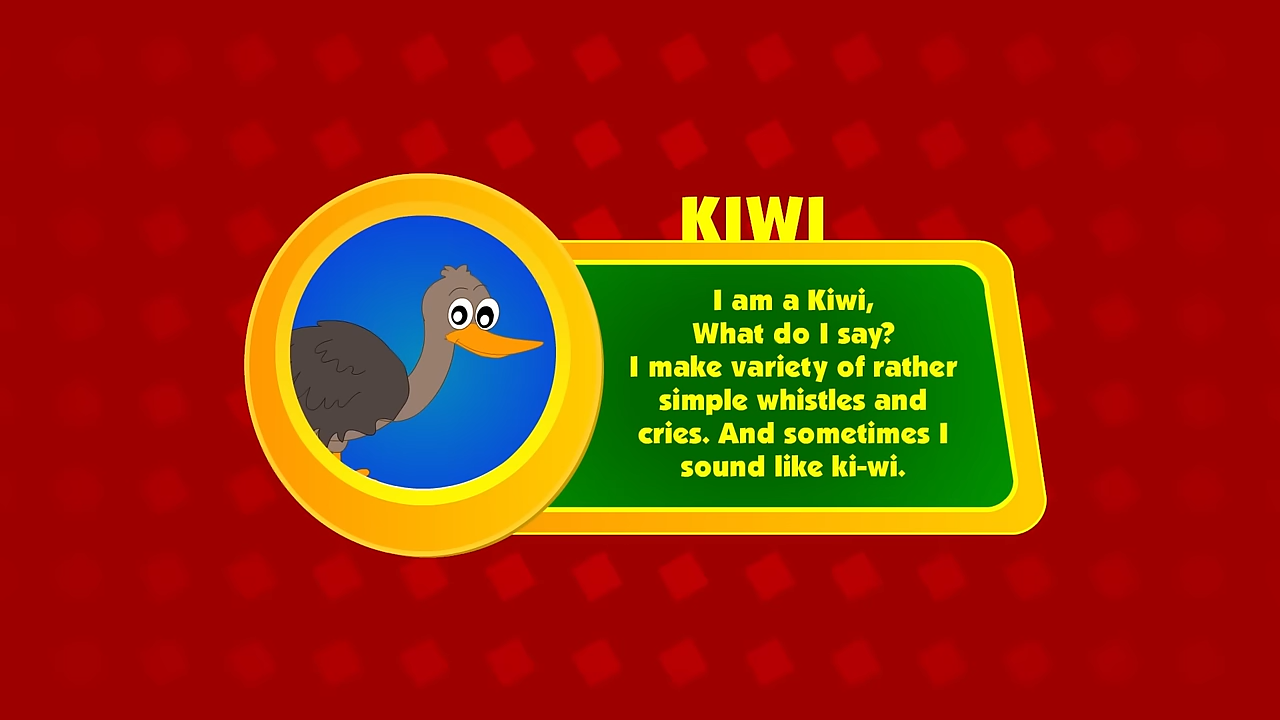 KIWI
I am a Kiwi,
What do I say?
I make variety of rather
simple whistles and
cries. And sometimes I
sound like ki-wi.